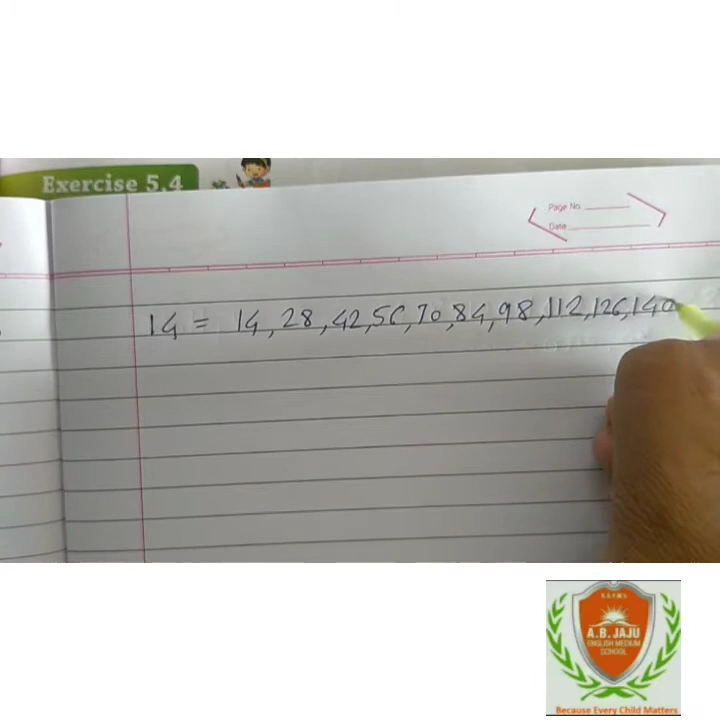 Exercise 5.4
Page No.
Date
14 = 14, 28, 42, 56, 70, 84, 98, 112, 126, 140
A.B. JAJU
ENGLISH MEDIUM
SCHOOL
Because Every Child Matters